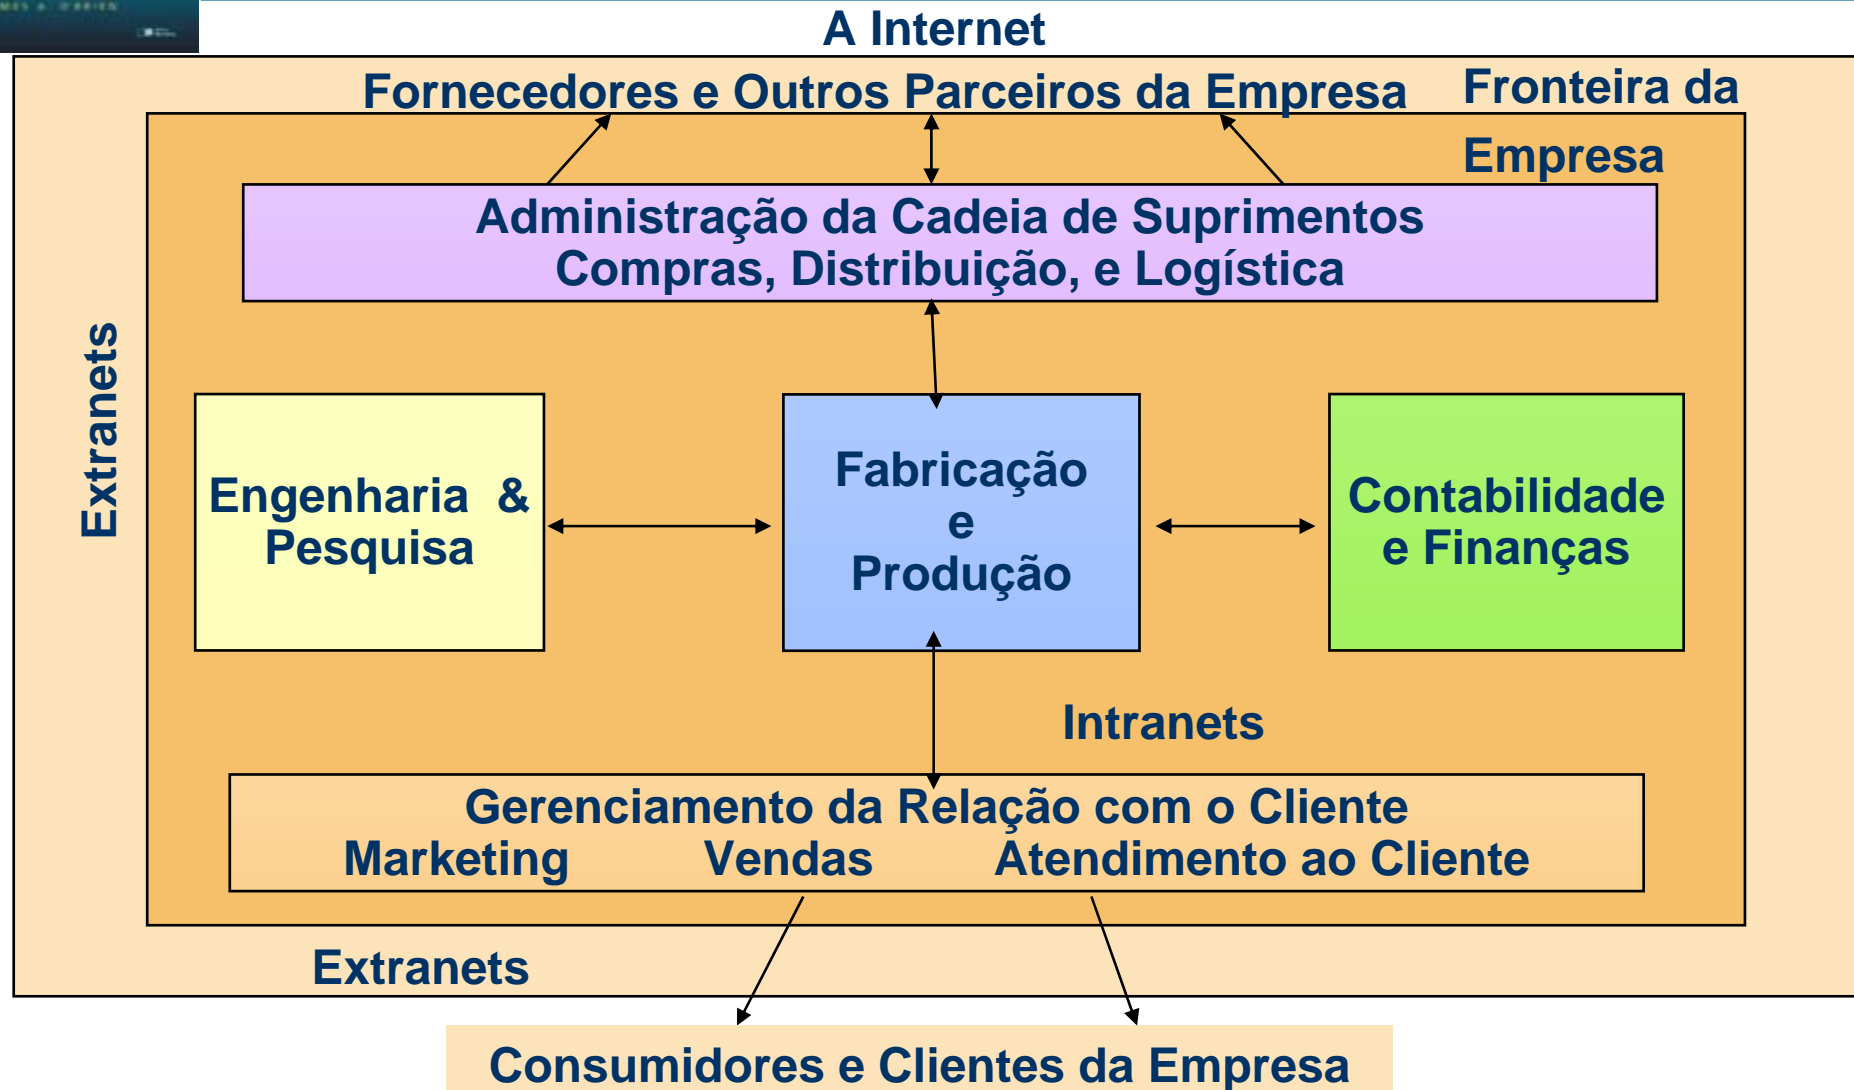 JAMES A. O'BRIEN
A Internet
Fornecedores e Outros Parceiros da Empresa
Fronteira da
Empresa
Administração da Cadeia de Suprimentos
Compras, Distribuição, e Logística
Extranets
Engenharia &
Pesquisa
Fabricação
e
Produção
Contabilidade
e Finanças
Intranets
Gerenciamento da Relação com o Cliente
Marketing Vendas Atendimento ao Cliente
Extranets
Consumidores e Clientes da Empresa